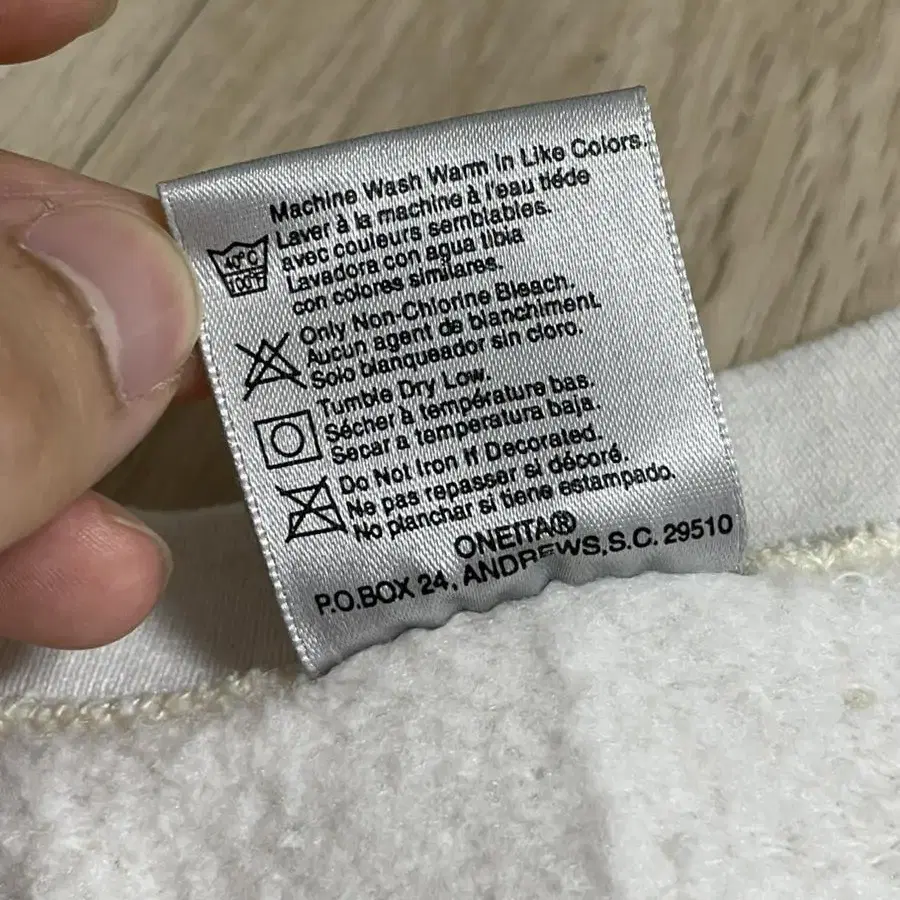 Machine Wash Warm In Like Colors.
Laver à la machine à l'eau tiéde
avec couleurs semblables.
Lavadora con agua tibia
con colores similares.
40°C
100°F
Only Non-Chlorine Bleach.
Aucun agent de blanchiment.
Solo blanqueador sin cloro.
Tumble Dry Low.
Sécher à température bas.
Secar a temperatura baja.
Do Not Iron If Decorated.
Ne pas repasser si décoré.
No planchar si tiene estampado.
ONEITA®
P.O.BOX 24, ANDREWS,S.C. 29510